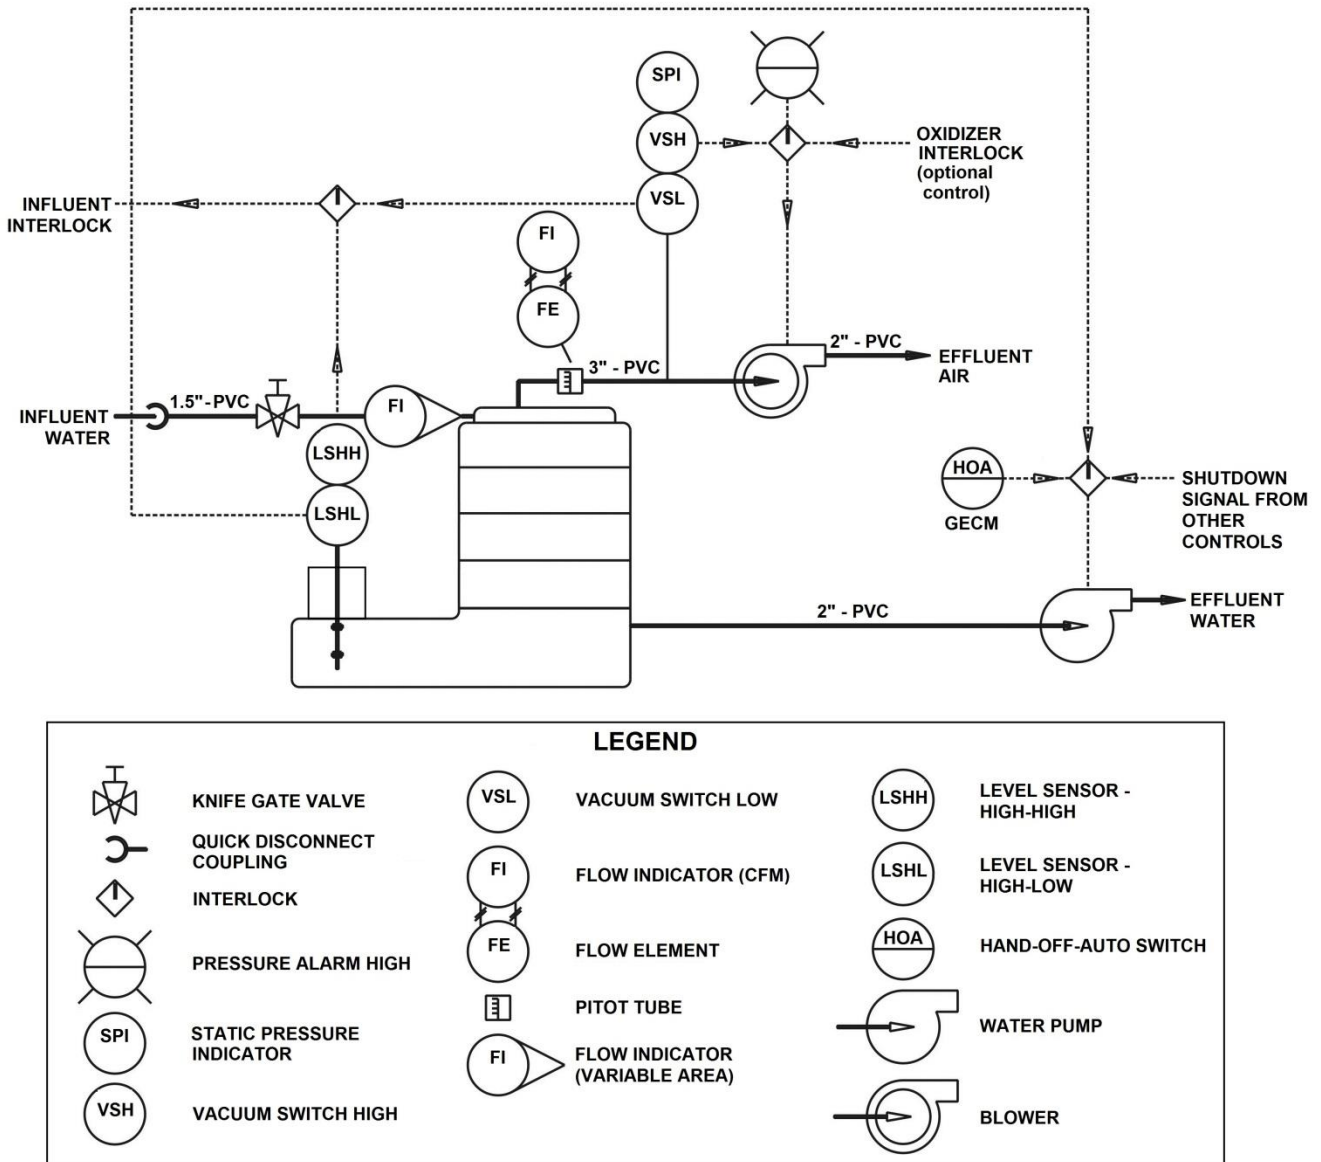 SPI
VSH
OXIDIZER
INTERLOCK
(optional
control)
INFLUENT
INTERLOCK
VSL
FI
FE
2" - PVC
EFFLUENT
AIR
3" - PVC
1.5"-PVC
FI
INFLUENT
WATER
LSHH
LSHL
HOA
GECM
SHUTDOWN
SIGNAL FROM
OTHER
CONTROLS
2" - PVC
EFFLUENT
WATER
LEGEND
KNIFE GATE VALVE
QUICK DISCONNECT
COUPLING
INTERLOCK
PRESSURE ALARM HIGH
SPI
STATIC PRESSURE
INDICATOR
VSH
VACUUM SWITCH HIGH
VSL
VACUUM SWITCH LOW
FI
FLOW INDICATOR (CFM)
FE
FLOW ELEMENT
PITOT TUBE
FI
FLOW INDICATOR
(VARIABLE AREA)
LSHH
LEVEL SENSOR -
HIGH-HIGH
LSHL
LEVEL SENSOR -
HIGH-LOW
HOA
HAND-OFF-AUTO SWITCH
WATER PUMP
BLOWER